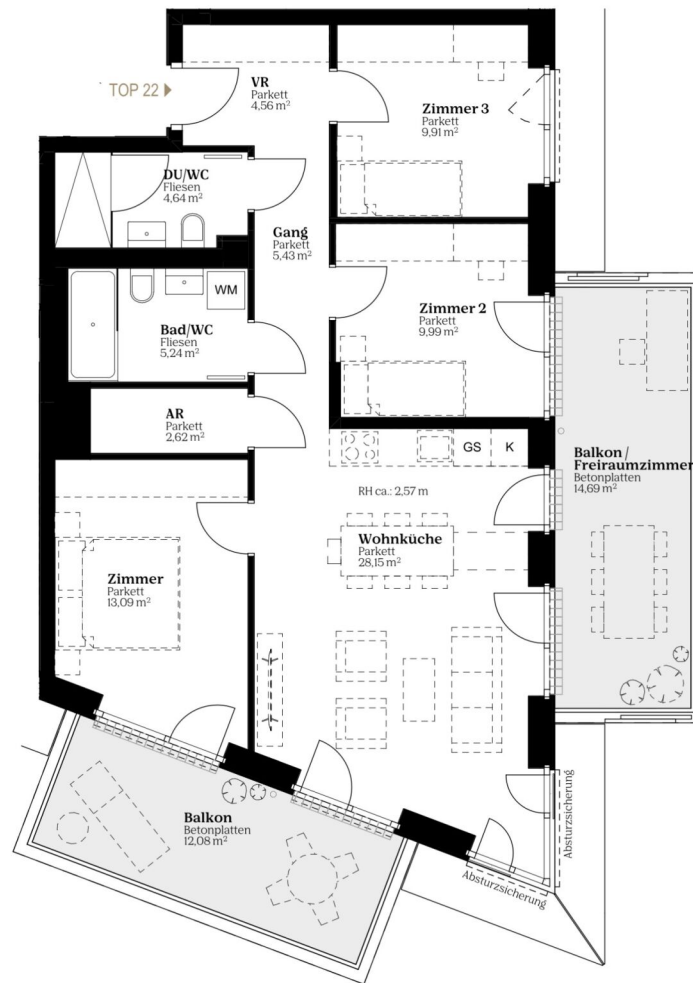 TOP 22
VR
Parkett
4,56 m²
Zimmer 3
Parkett
9,91 m²
DU/WC
Fliesen
4,64 m²
Gang
Parkett
5,43 m²
WM
Bad/WC
Fliesen
5,24 m²
Zimmer 2
Parkett
9,99 m²
AR
Parkett
2,62 m²
GS
K
Balkon /
Freiraumzimmer
Betonplatten
14,69 m²
RH ca.: 2,57 m
Wohnküche
Parkett
28,15 m²
Zimmer
Parkett
13,09 m²
Balkon
Betonplatten
12,08 m²
Absturzsicherung
Absturzsicherung